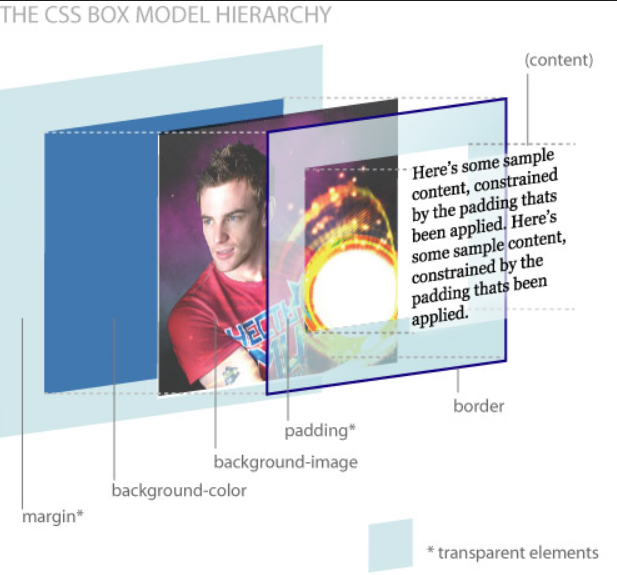 THE CSS BOX MODEL HIERARCHY
(content)
Here's some sample
content, constrained
by the padding thats
been applied. Here's
some sample content,
constrained by the
padding thats been
applied.
border
padding*
background-image
background-color
margin*
* transparent elements